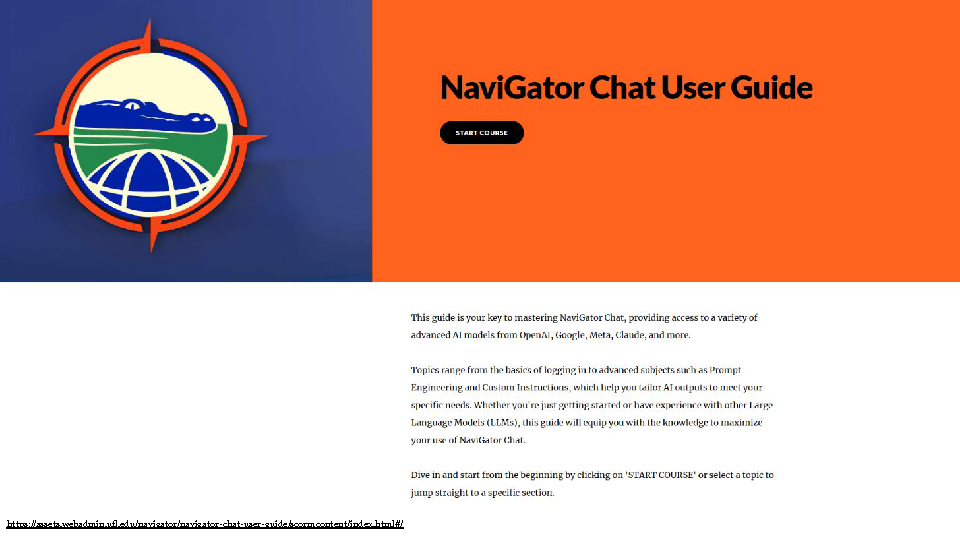 NaviGator Chat User Guide
START COURSE
This guide is your key to mastering NaviGator Chat, providing access to a variety of
advanced AI models from OpenAI, Google, Meta, Claude, and more.
Topics range from the basics of logging in to advanced subjects such as Prompt
Engineering and Custom Instructions, which help you tailor AI outputs to meet your
specific needs. Whether you're just getting started or have experience with other Large
Language Models (LLMs), this guide will equip you with the knowledge to maximize
your use of NaviGator Chat.
Dive in and start from the beginning by clicking on 'START COURSE' or select a topic to
jump straight to a specific section.
https://assets.webadmin.ufl.edu/navigator/navigator-chat-user-guide/scormcontent/index.html#/